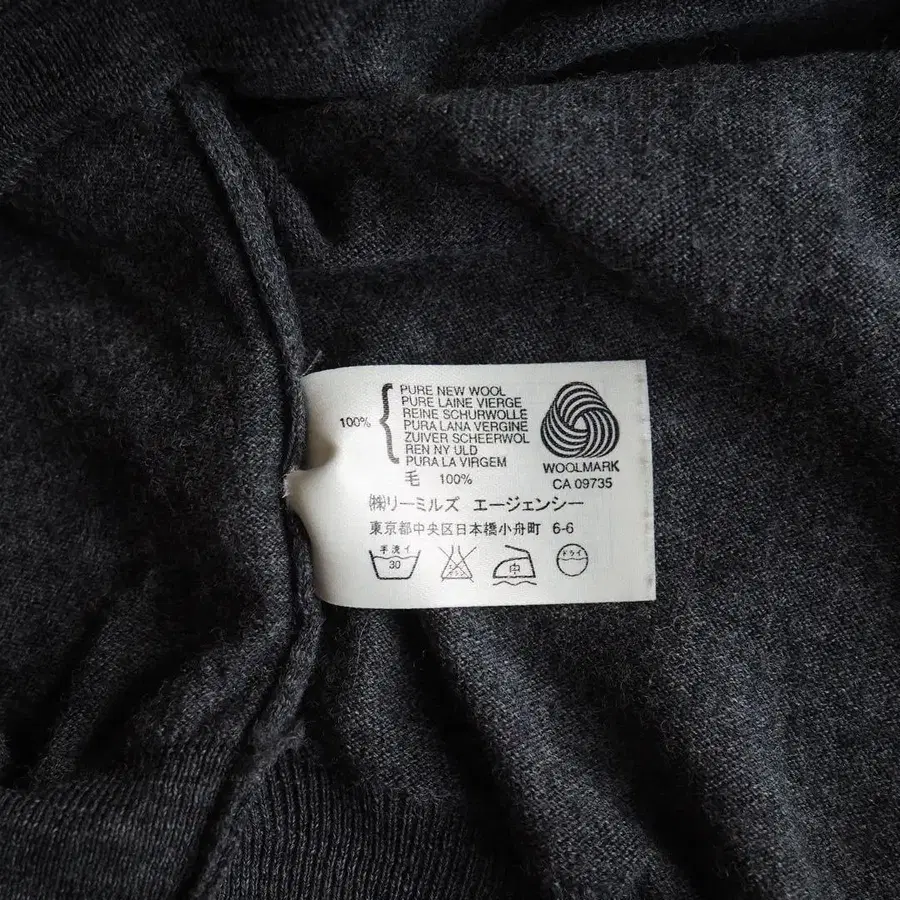 100%
PURE NEW WOOL
PURE LAINE VIERGE
REINE SCHURWOLLE
PURA LANA VERGINE
ZUIVER SCHEERWOL
REN NY ULD
PURA LA VIRGEM
毛 100%
WOOLMARK
CA 09735
㈱リーミルズ エージェンシー
東京都中央区日本橋小舟町 6-6
手洗イ
30
中
ドライ